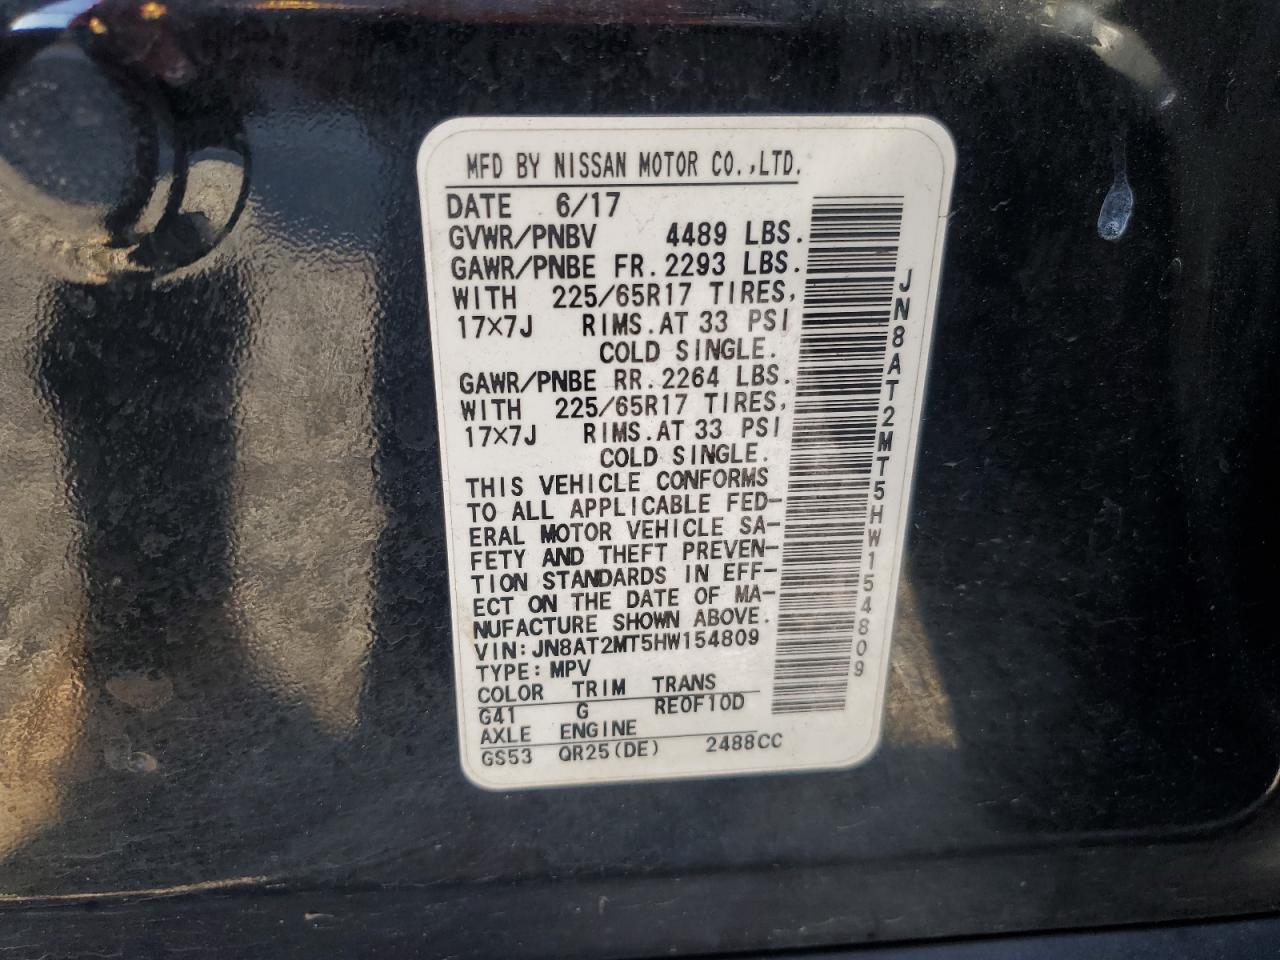 MFD BY NISSAN MOTOR CO.,LTD.
DATE 6/17
GVWR/PNBV 4489 LBS.
GAWR/PNBE FR.2293 LBS.
WITH 225/65R17 TIRES,
17X7J RIMS.AT 33 PSI
COLD SINGLE.
GAWR/PNBE RR.2264 LBS.
WITH 225/65R17 TIRES,
17X7J RIMS.AT 33 PSI
COLD SINGLE.
THIS VEHICLE CONFORMS
TO ALL APPLICABLE FED-
ERAL MOTOR VEHICLE SA-
FETY AND THEFT PREVEN-
TION STANDARDS IN EFF-
ECT ON THE DATE OF MA-
NUFACTURE SHOWN ABOVE.
VIN:JN8AT2MT5HW154809
TYPE:MPV
COLOR TRIM TRANS
G41 G RE0F10D
AXLE ENGINE
GS53 QR25(DE) 2488CC
JN8AT2MT5HW154809